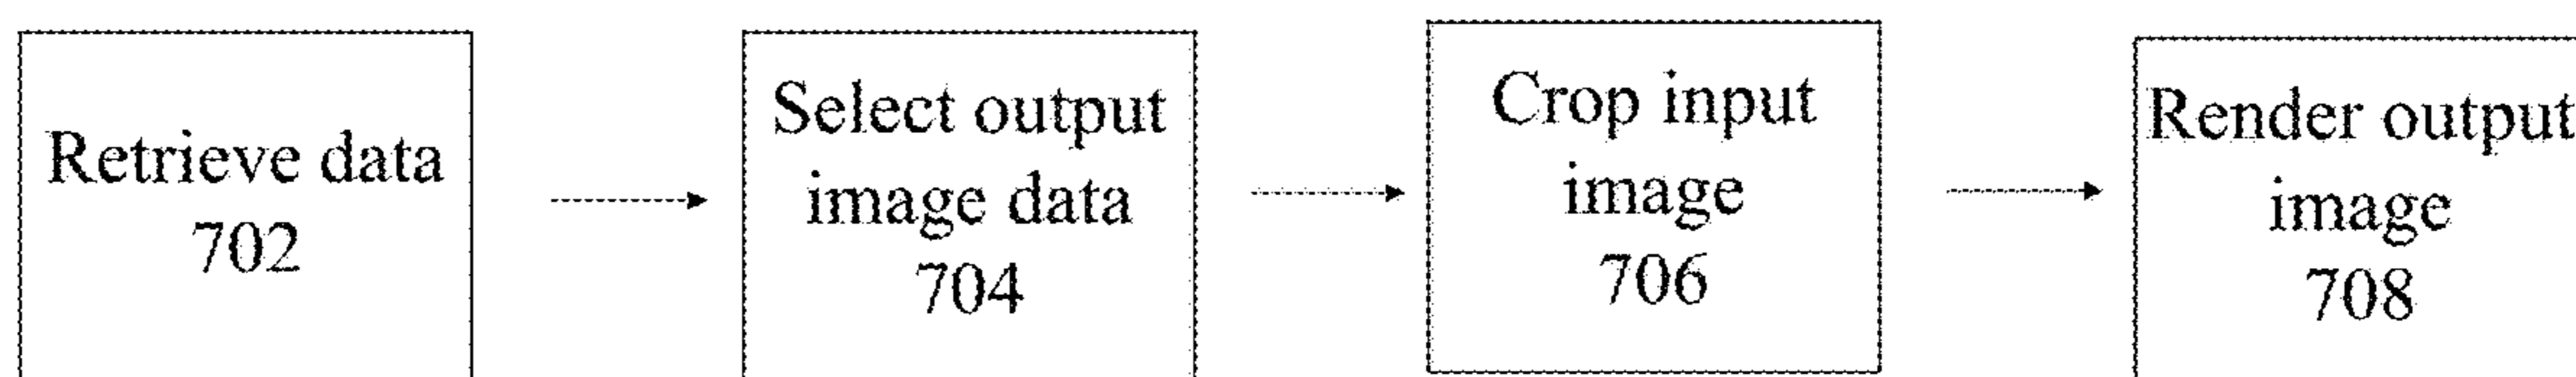 Retrieve data
702
Select output
image data
704
Crop input
image
706
Render output
image
708